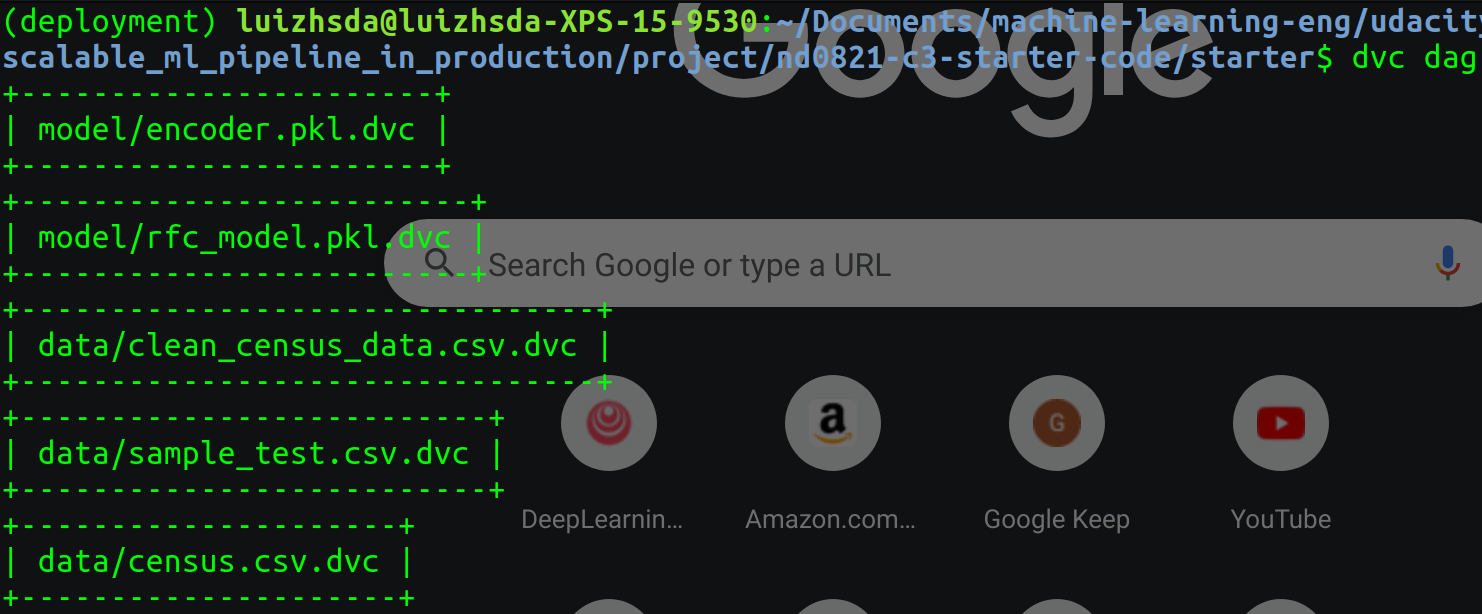 (deployment) luizhsda@luizhsda-XPS-15-9530:~/Documents/machine-learning-eng/udacity
scalable_ml_pipeline_in_production/project/nd0821-c3-starter-code/starter$ dvc dag
+-----------------------+
| model/encoder.pkl.dvc |
+-----------------------+
+-------------------------+
| model/rfc_model.pkl.dvc |
+-------------------------+
+--------------------------------+
| data/clean_census_data.csv.dvc |
+--------------------------------+
+--------------------------+
| data/sample_test.csv.dvc |
+--------------------------+
+---------------------+
| data/census.csv.dvc |
+---------------------+
Google
Search Google or type a URL
a
G
DeepLearnin... Amazon.com... Google Keep YouTube